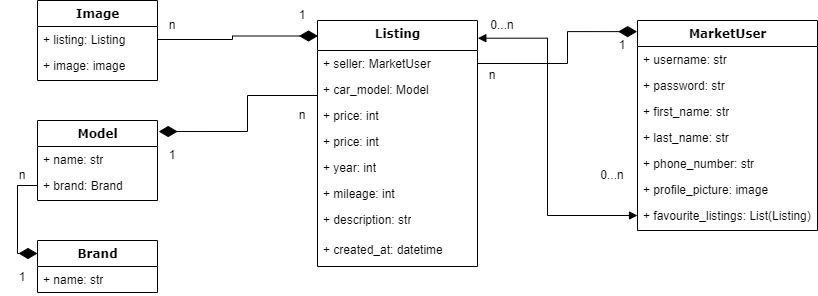 Image
+ listing: Listing
+ image: image
n
1
Listing
+ seller: MarketUser
+ car_model: Model
+ price: int
+ price: int
+ year: int
+ mileage: int
+ description: str
+ created_at: datetime
0...n
n
1
MarketUser
+ username: str
+ password: str
+ first_name: str
+ last_name: str
+ phone_number: str
+ profile_picture: image
+ favourite_listings: List(Listing)
0...n
Model
+ name: str
+ brand: Brand
n
1
n
1
Brand
+ name: str